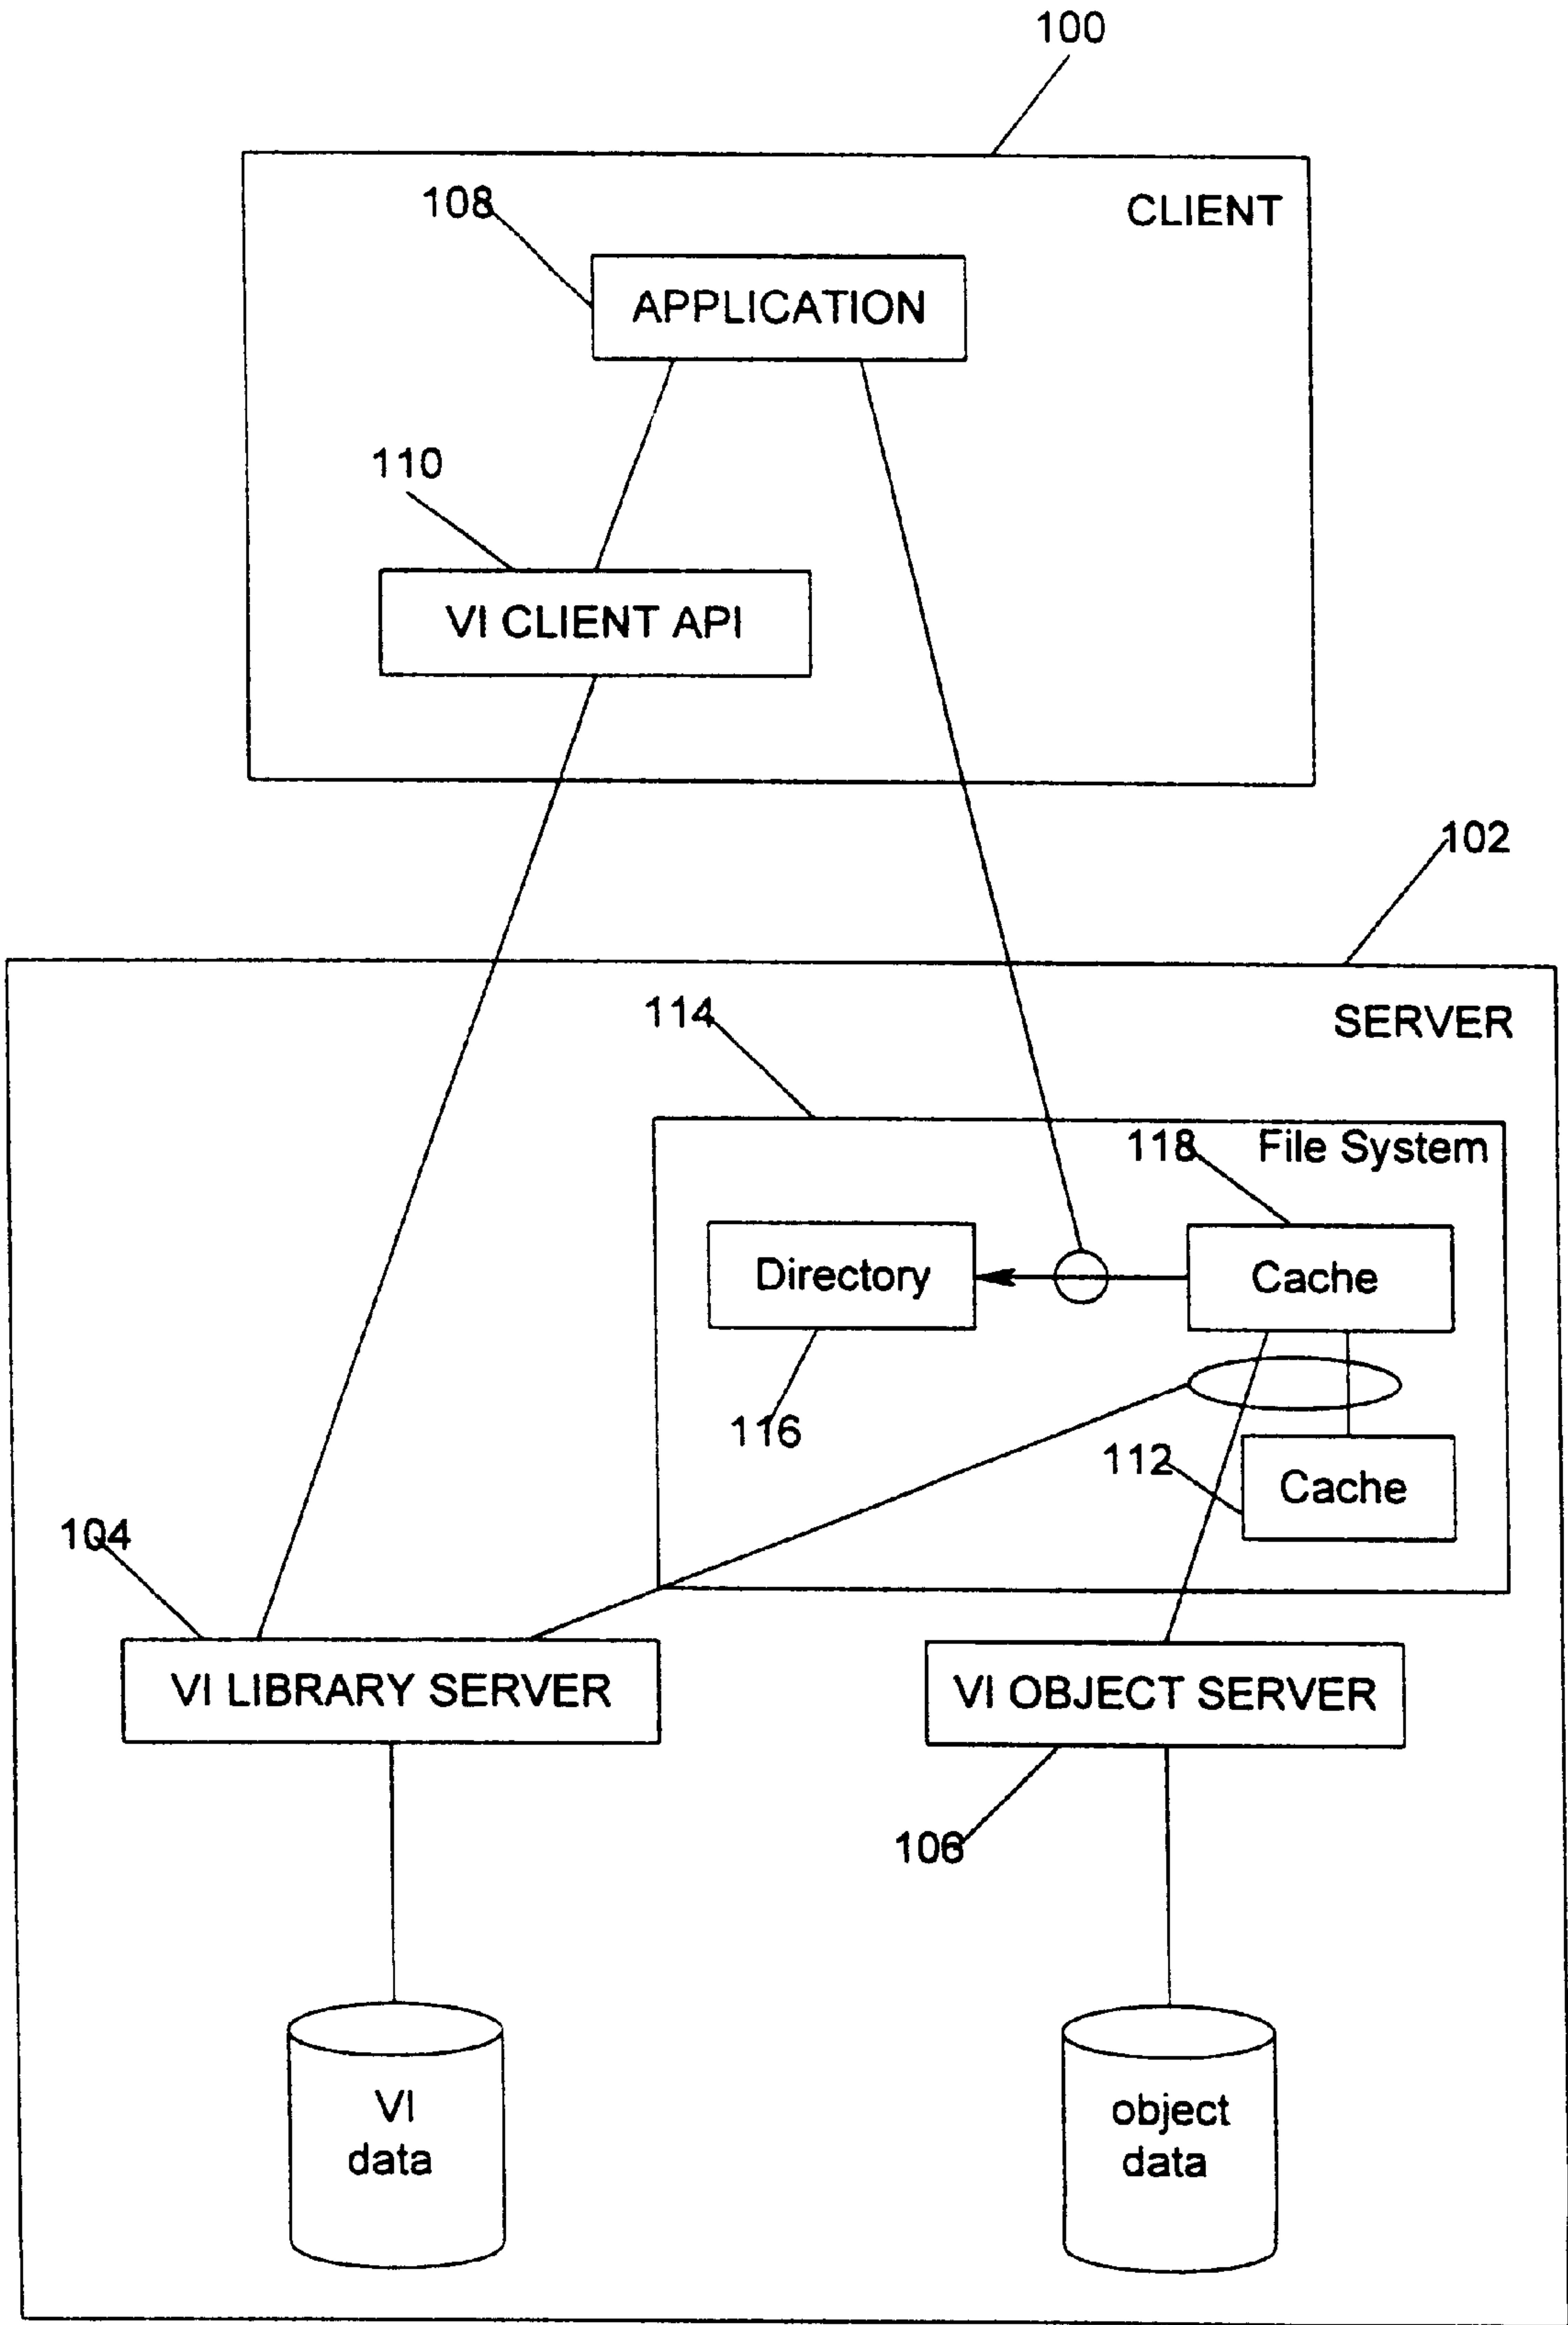 100
CLIENT
108
APPLICATION
110
VI CLIENT API
102
SERVER
114
118
File System
Directory
Cache
116
112
Cache
104
VI LIBRARY SERVER
VI OBJECT SERVER
106
VI
data
object
data